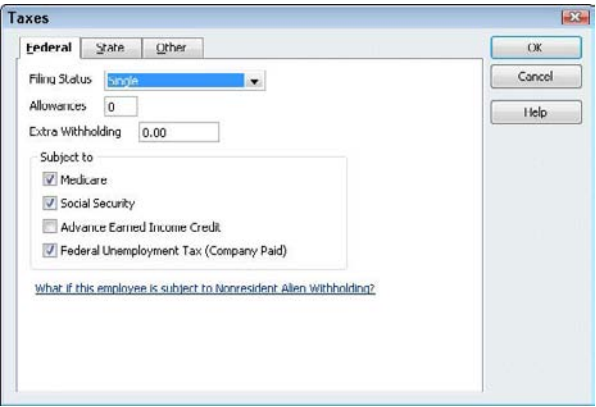 Taxes
Federal State Other
OK
Filing Status Single
Cancel
Allowances 0
Help
Extra Withholding 0.00
Subject to
Medicare
Social Security
Advance Earned Income Credit
Federal Unemployment Tax (Company Paid)
What if this employee is subject to Nonresident Alien Withholding?